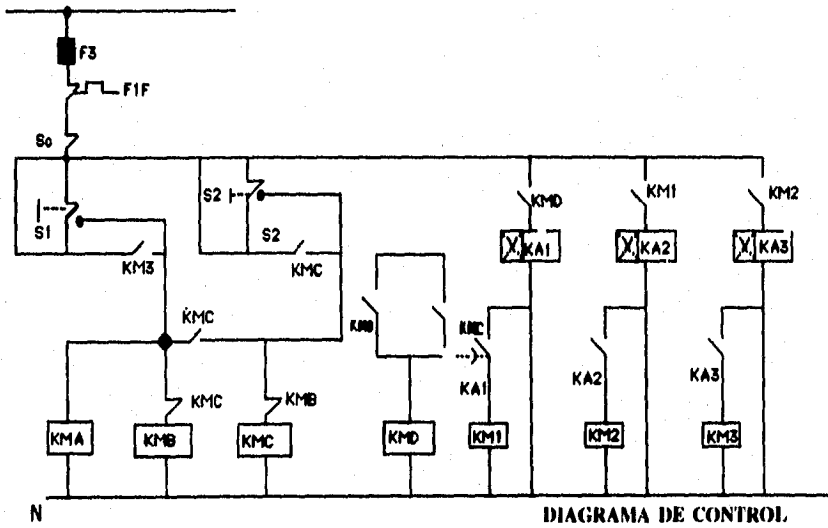 F3
F1F
So
S1
KM3
S2
S2
KMC
KMD
KA1
KM1
KA2
KM2
KA3
KMC
KMC
KA1
KA2
KA3
KMC
KMB
KMA
KMB
KMC
KMD
KM1
KM2
KM3
N
DIAGRAMA DE CONTROL